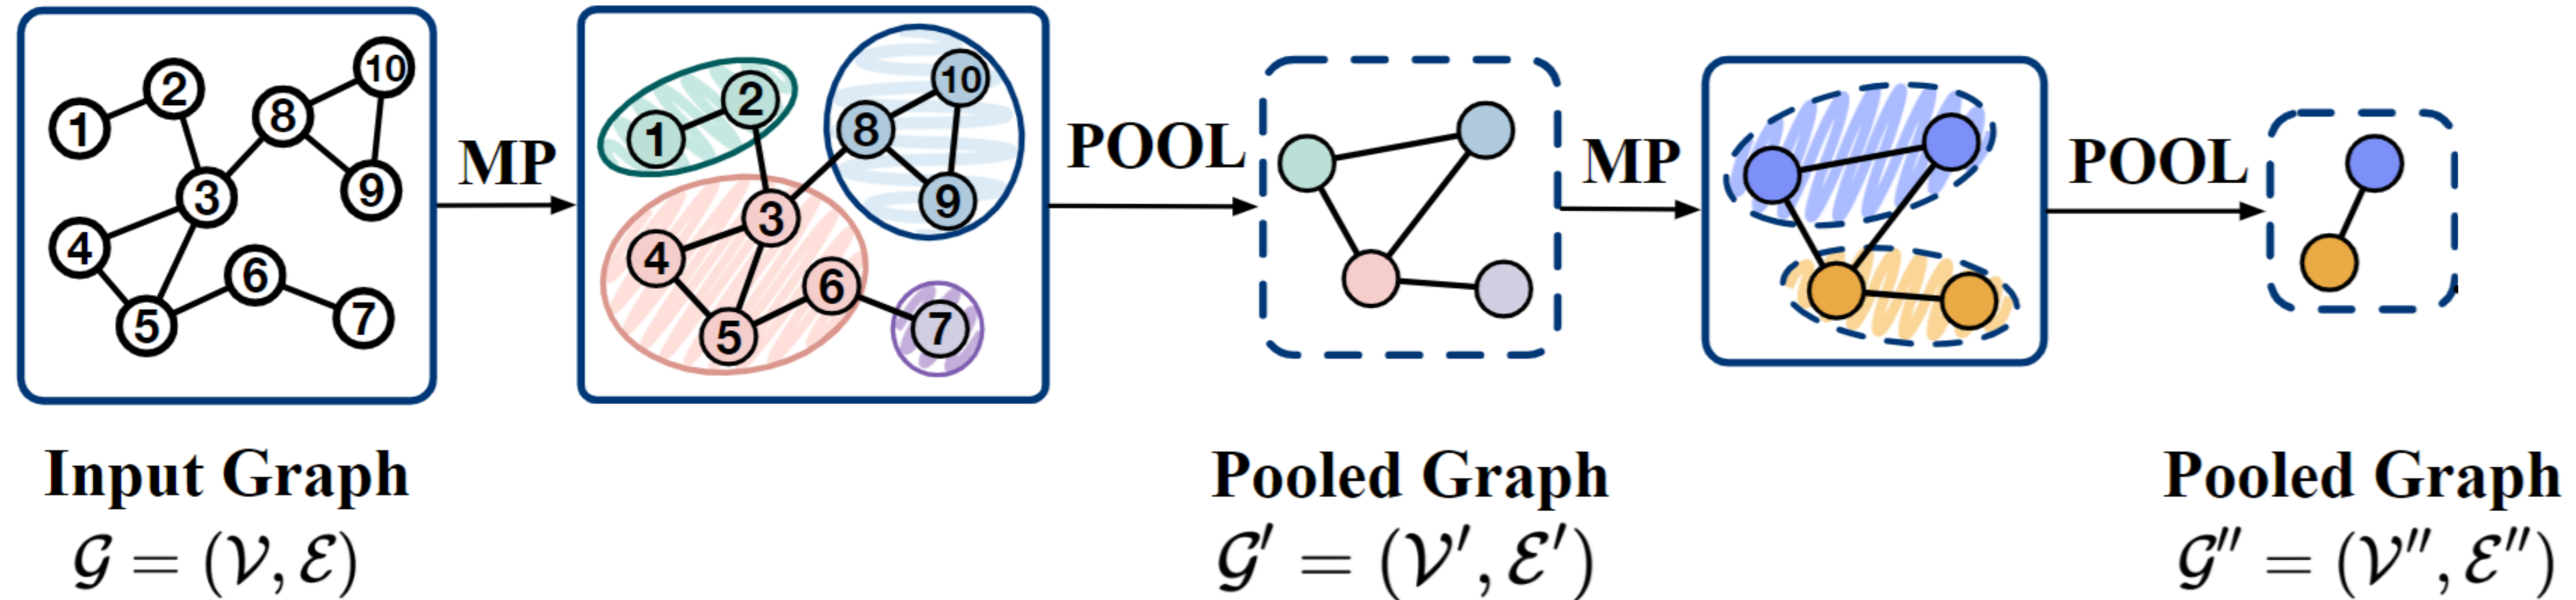 1
2
3
4
5
6
7
8
9
10
MP
1
2
3
4
5
6
7
8
9
10
POOL
MP
POOL
Input Graph
𝒢 = (𝒱, ℰ)
Pooled Graph
𝒢′ = (𝒱′, ℰ′)
Pooled Graph
𝒢″ = (𝒱″, ℰ″)